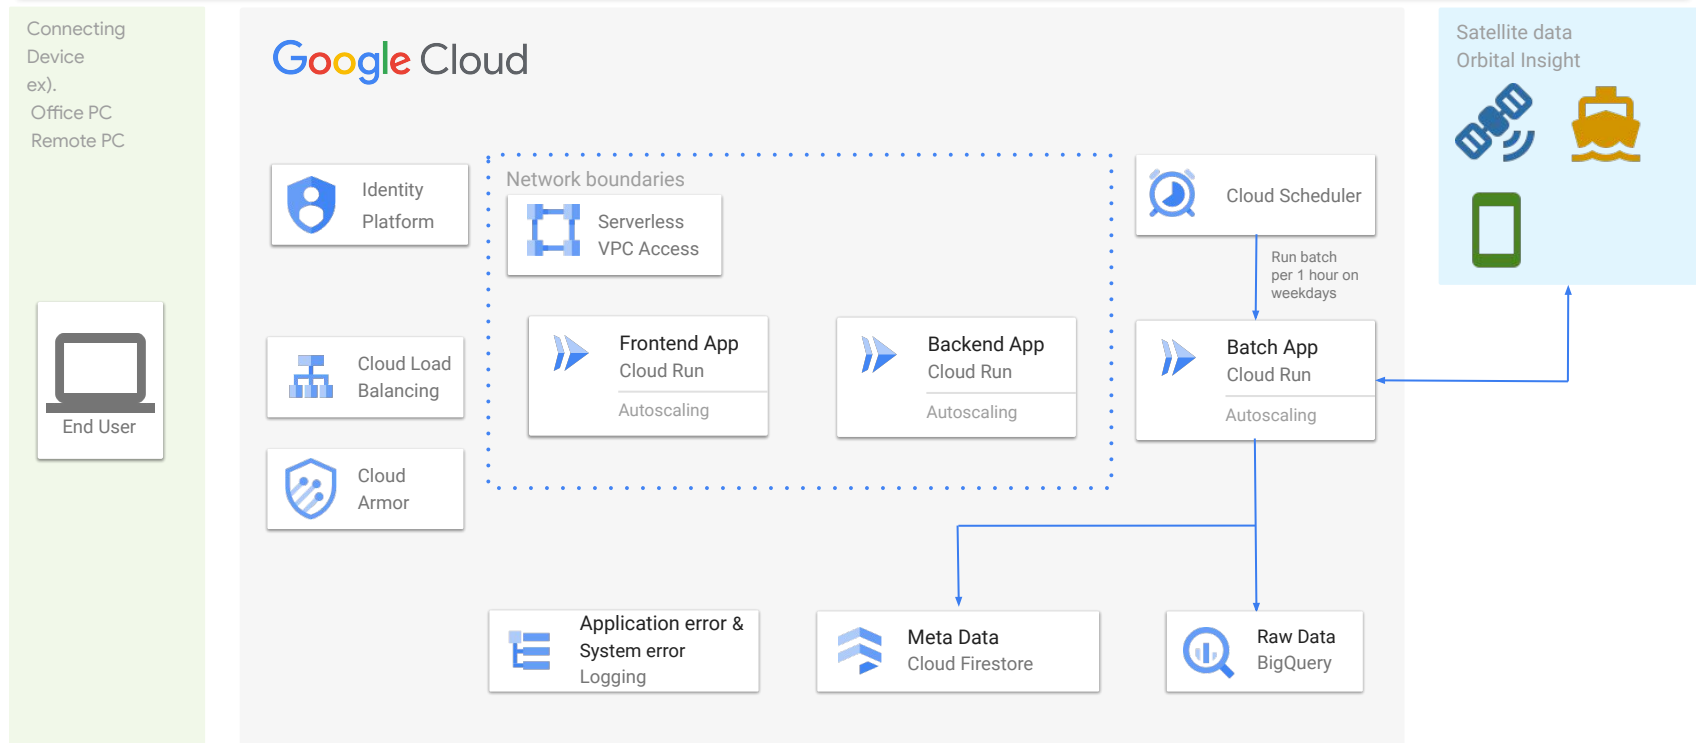 Connecting
Device
ex).
Office PC
Remote PC
End User
Google Cloud
Identity
Platform
Cloud Load
Balancing
Cloud
Armor
Network boundaries
Serverless
VPC Access
Frontend App
Cloud Run
Autoscaling
Backend App
Cloud Run
Autoscaling
Cloud Scheduler
Run batch
per 1 hour on
weekdays
Batch App
Cloud Run
Autoscaling
Application error &
System error
Logging
Meta Data
Cloud Firestore
Raw Data
BigQuery
Satellite data
Orbital Insight